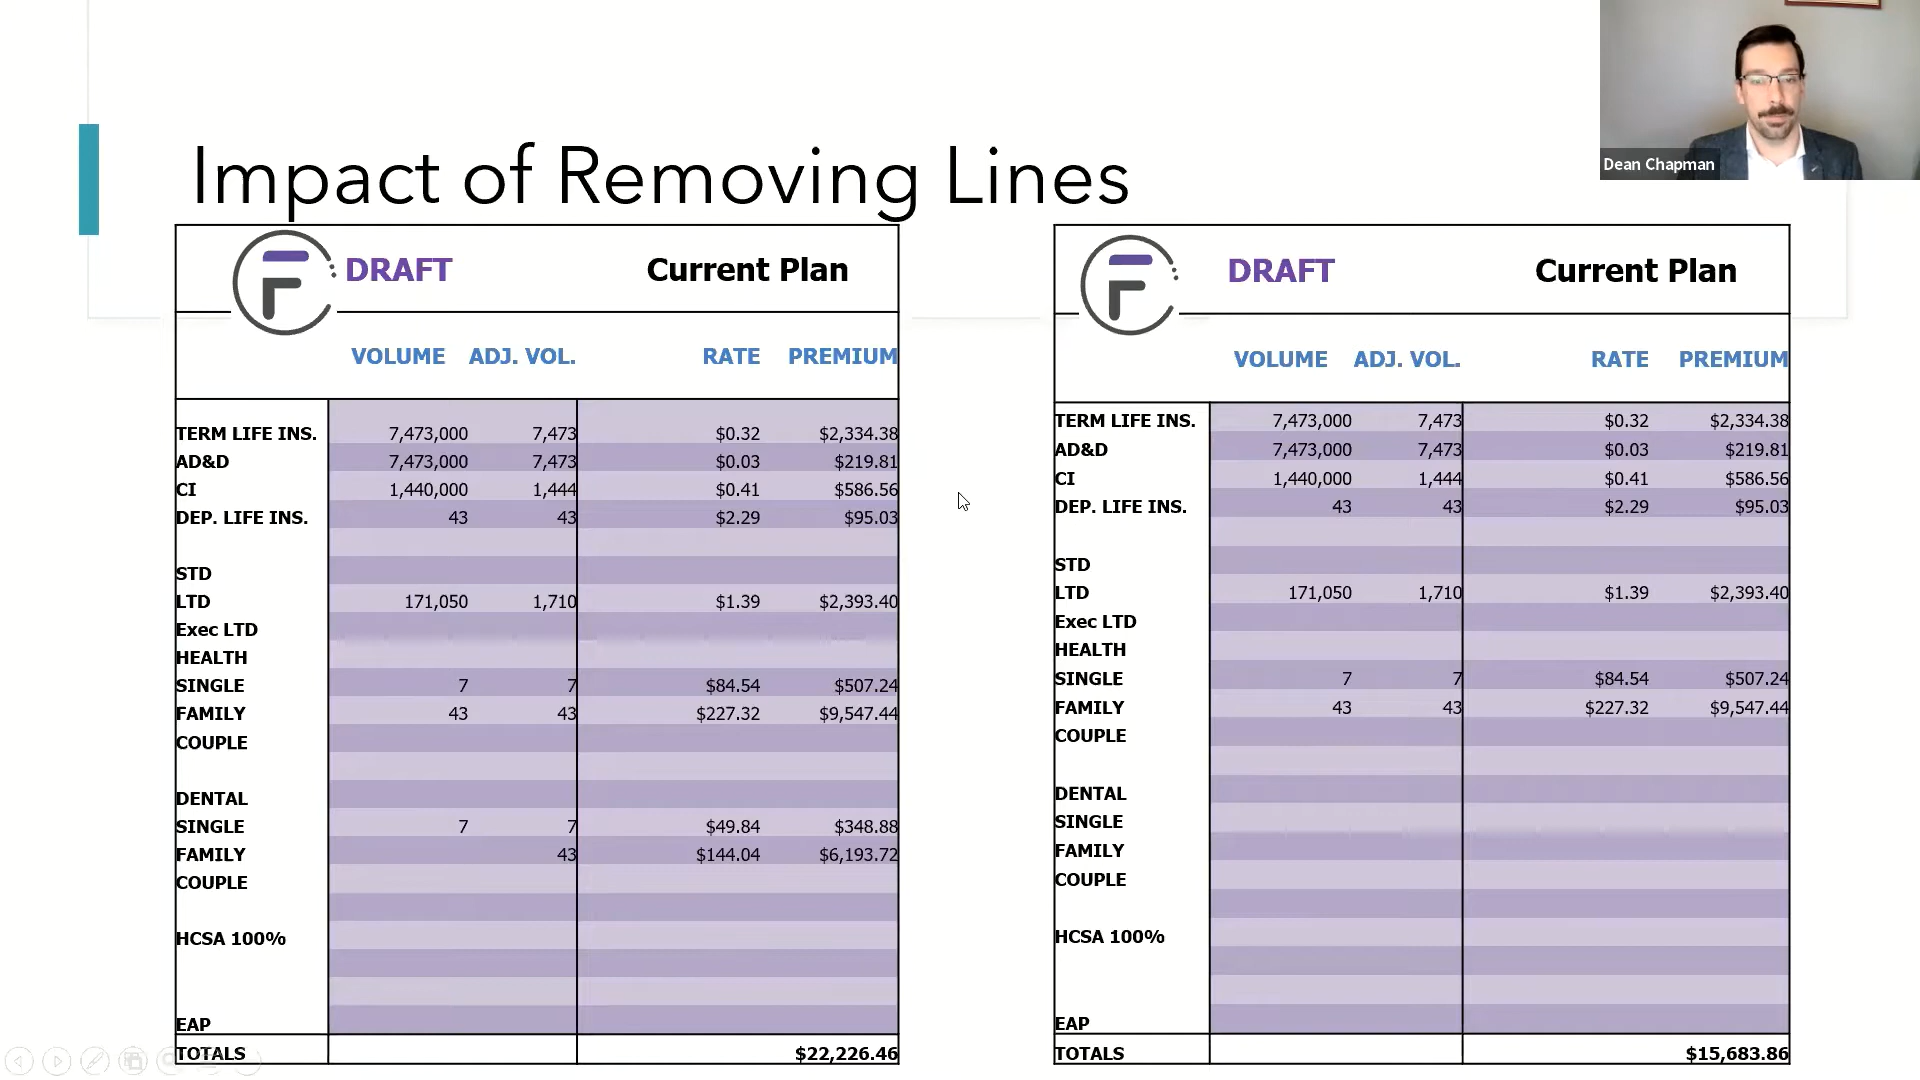 Dean Chapman
Impact of Removing Lines
DRAFT Current Plan
VOLUME ADJ. VOL. RATE PREMIUM
TERM LIFE INS. 7,473,000 7,473 $0.32 $2,334.38
AD&D 7,473,000 7,473 $0.03 $219.81
CI 1,440,000 1,444 $0.41 $586.56
DEP. LIFE INS. 43 43 $2.29 $95.03
STD
LTD 171,050 1,710 $1.39 $2,393.40
Exec LTD
HEALTH
SINGLE 7 7 $84.54 $507.24
FAMILY 43 43 $227.32 $9,547.44
COUPLE
DENTAL
SINGLE 7 7 $49.84 $348.88
FAMILY 43 $144.04 $6,193.72
COUPLE
HCSA 100%
EAP
TOTALS $22,226.46
DRAFT Current Plan
VOLUME ADJ. VOL. RATE PREMIUM
TERM LIFE INS. 7,473,000 7,473 $0.32 $2,334.38
AD&D 7,473,000 7,473 $0.03 $219.81
CI 1,440,000 1,444 $0.41 $586.56
DEP. LIFE INS. 43 43 $2.29 $95.03
STD
LTD 171,050 1,710 $1.39 $2,393.40
Exec LTD
HEALTH
SINGLE 7 7 $84.54 $507.24
FAMILY 43 43 $227.32 $9,547.44
COUPLE
DENTAL
SINGLE
FAMILY
COUPLE
HCSA 100%
EAP
TOTALS $15,683.86